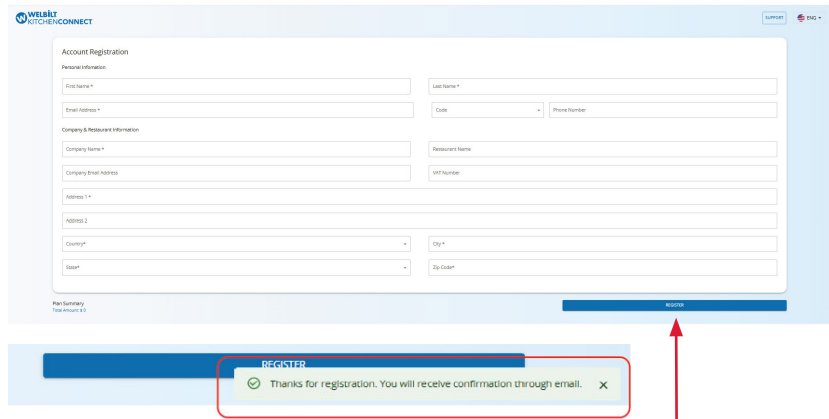 WELBILT
KITCHENCONNECT
SUPPORT
ENG
Account Registration
Personal Infomation
First Name *
Last Name *
Email Address *
Code
Phone Number
Company & Restaurant Information
Company Name *
Restaurant Name
Company Email Address
VAT Number
Address 1 *
Address 2
Country*
City *
State*
Zip Code*
Plan Summary
Total Amount: $ 0
REGISTER
REGISTER
Thanks for registration. You will receive confirmation through email.